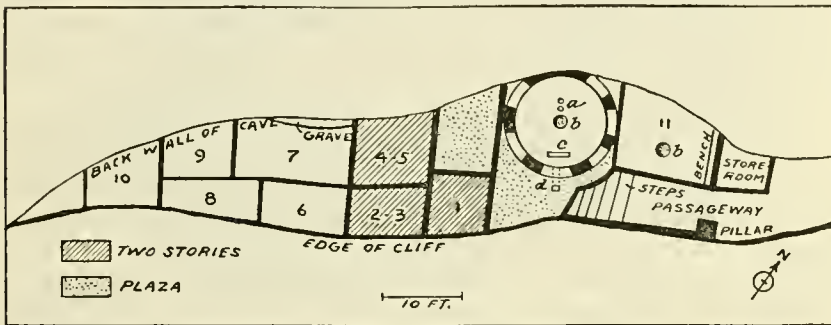 BACK WALL OF CAVE
GRAVE
10
9
8
7
6
4-5
2-3
1
a
b
c
d
11
b
BENCH
STORE
ROOM
STEPS
PASSAGEWAY
PILLAR
EDGE OF CLIFF
TWO STORIES
PLAZA
10 FT.
N